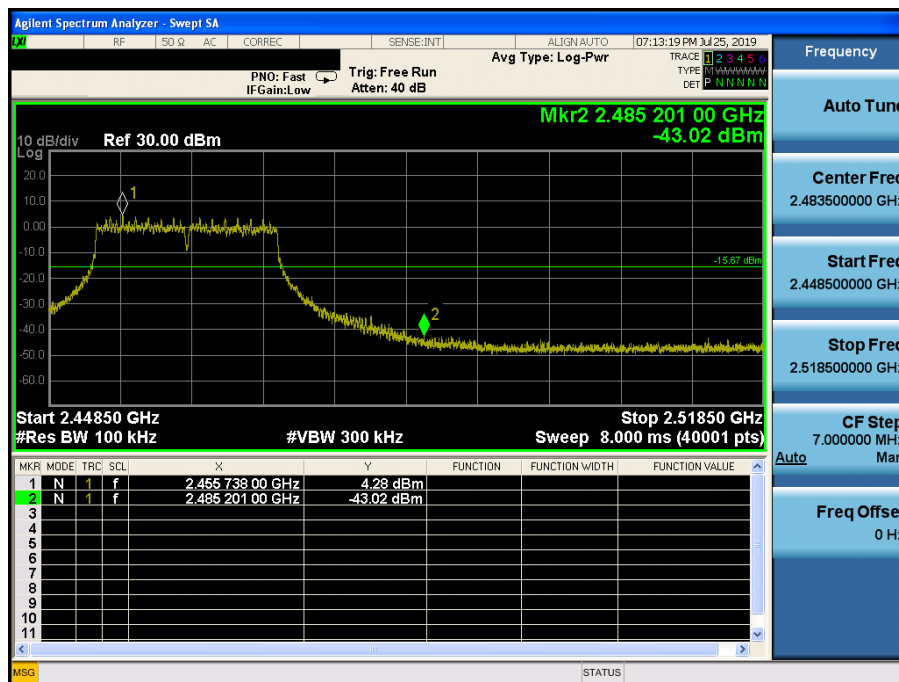 Agilent Spectrum Analyzer - Swept SA
LXI RF 50 Ω AC CORREC SENSE:INT ALIGN AUTO 07:13:19 PM Jul 25, 2019
PNO: Fast
IFGain:Low
Trig: Free Run
Atten: 40 dB
Avg Type: Log-Pwr
TRACE 1 2 3 4 5 6
TYPE M
DET P N N N N N
Mkr2 2.485 201 00 GHz
-43.02 dBm
10 dB/div
Log
Ref 30.00 dBm
20.0
10.0
0.00
-10.0
-20.0
-30.0
-40.0
-50.0
-60.0
1
-15.67 dBm
2
Start 2.44850 GHz
Stop 2.51850 GHz
#Res BW 100 kHz
#VBW 300 kHz
Sweep 8.000 ms (40001 pts)
MKR MODE TRC SCL X Y FUNCTION FUNCTION WIDTH FUNCTION VALUE
1 N 1 f 2.455 738 00 GHz 4.28 dBm
2 N 1 f 2.485 201 00 GHz -43.02 dBm
3
4
5
6
7
8
9
10
11
MSG
STATUS
Frequency
Auto Tune
Center Freq
2.483500000 GHz
Start Freq
2.448500000 GHz
Stop Freq
2.518500000 GHz
CF Step
7.000000 MHz
Auto Man
Freq Offset
0 Hz